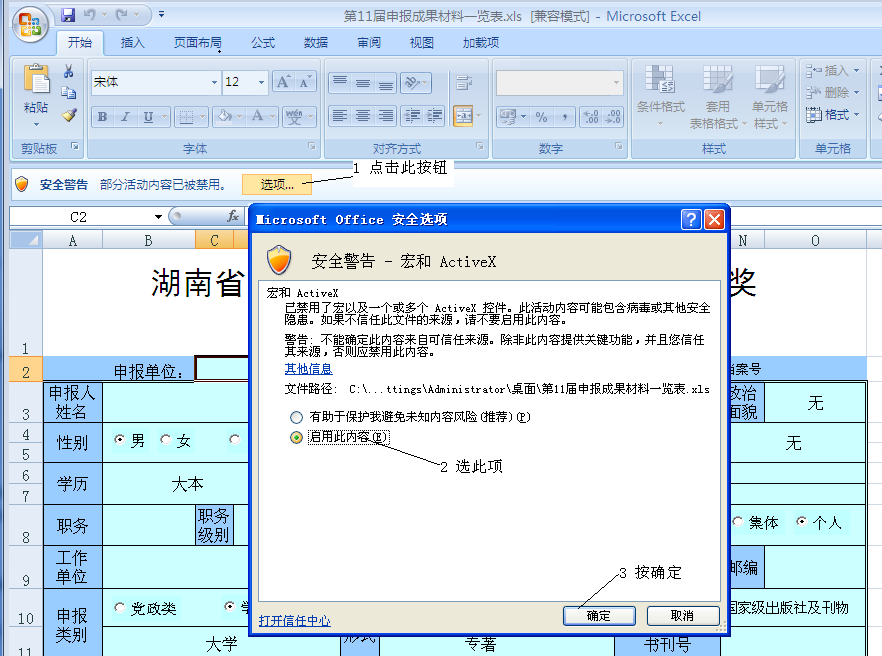 第11届申报成果材料一览表.xls [兼容模式] - Microsoft Excel
开始 插入 页面布局 公式 数据 审阅 视图 加载项
宋体 12
粘贴
B I U wén 变
% ,
条件格式 套用表格格式 单元格样式
插入
删除
格式
剪贴板 字体 对齐方式 数字 样式 单元格
安全警告 部分活动内容已被禁用。 选项...
1 点击此按钮
C2 fx
A B C N O
湖南省 奖
1
2 申报单位: 档案号
3 申报人姓名 政治面貌 无
4 性别 男 女 无
5
6 学历 大本
7
8 职务 职务级别 集体 个人
9 工作单位 邮编
10 申报类别 党政类 国家级出版社及刊物
11 大学 形式 专著 书刊号
Microsoft Office 安全选项
安全警告 - 宏和 ActiveX
宏和 ActiveX
已禁用了宏以及一个或多个 ActiveX 控件。此活动内容可能包含病毒或其他安全
隐患。如果不信任此文件的来源,请不要启用此内容。
警告: 不能确定此内容来自可信任来源。除非此内容提供关键功能,并且您信任
其来源,否则应禁用此内容。
其他信息
文件路径: C:\...ttings\Administrator\桌面\第11届申报成果材料一览表.xls
有助于保护我避免未知内容风险(推荐)(P)
启用此内容(E)
2 选此项
3 按确定
打开信任中心 确定 取消